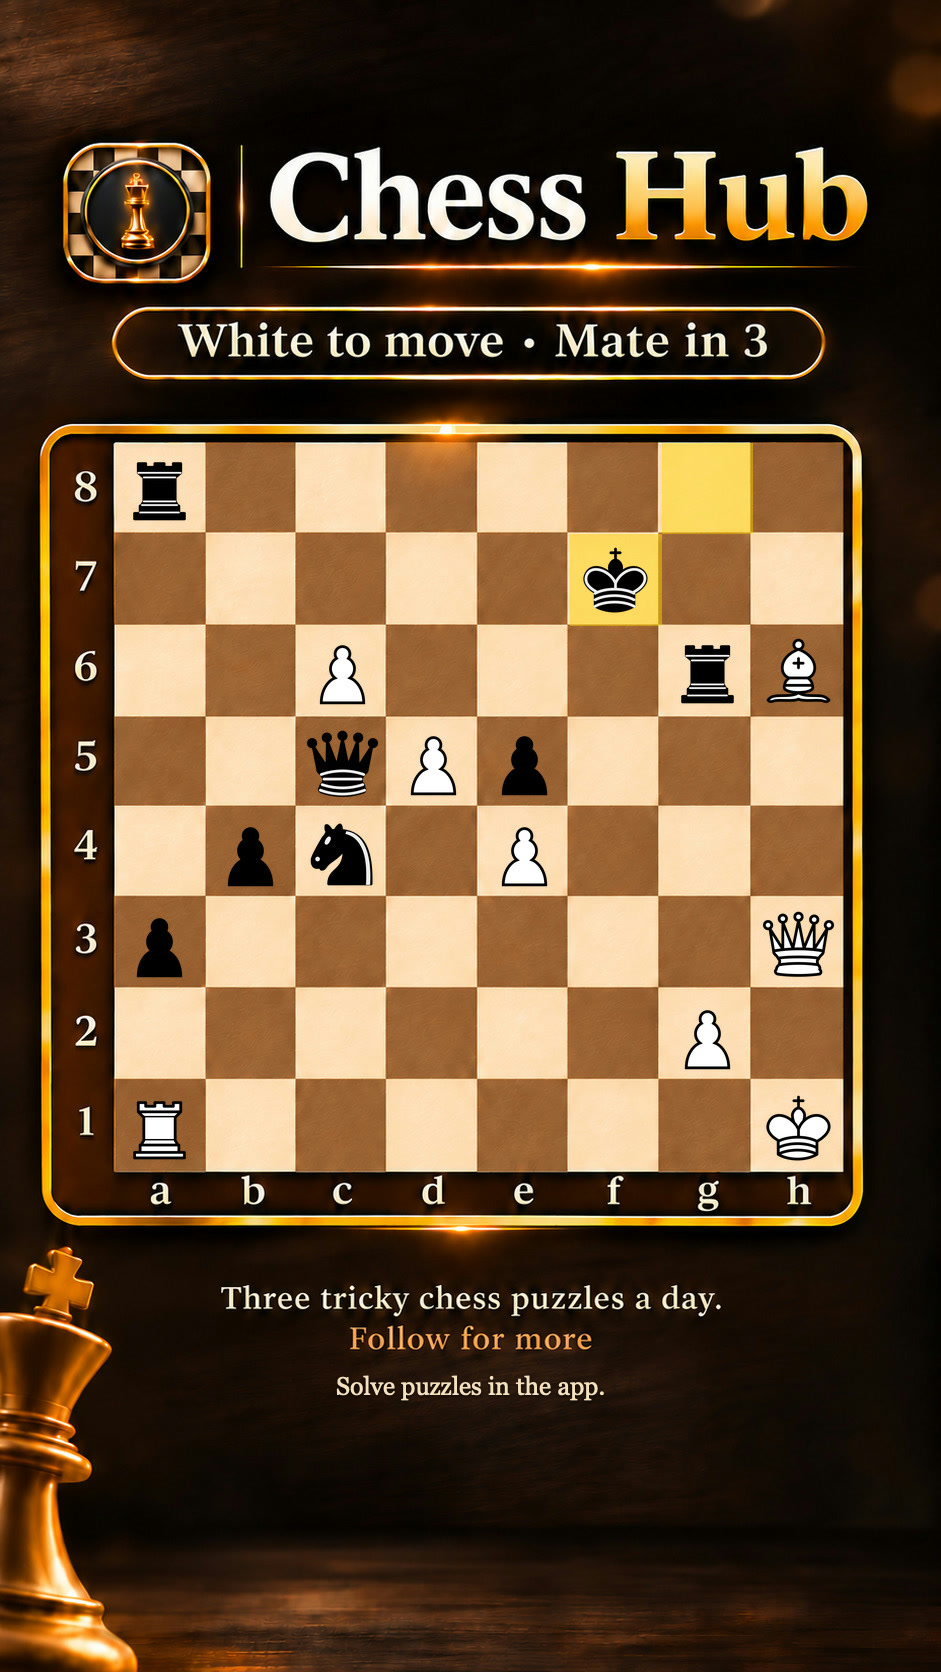 Chess Hub
White to move • Mate in 3
8
7
6
5
4
3
2
1
a b c d e f g h
Three tricky chess puzzles a day.
Follow for more
Solve puzzles in the app.